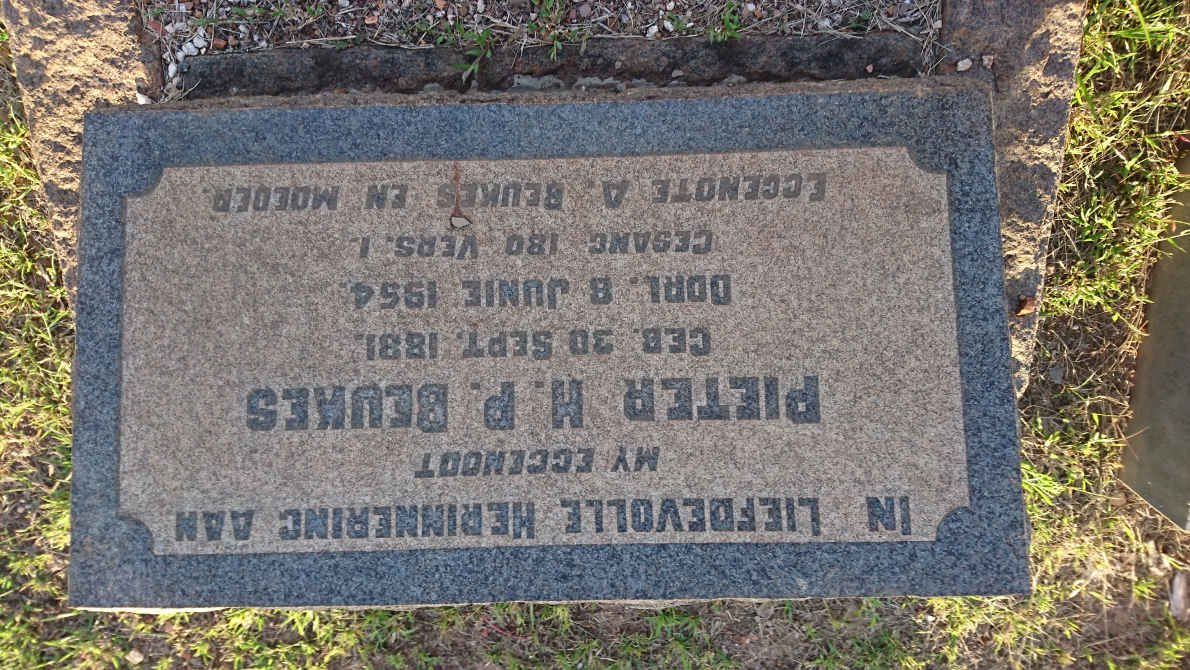 IN LIEFDEVOLLE HERINNERING AAN
MY EGGENOOT
PIETER H. P. BEUKES
GEB. 30 SEPT. 1881.
OORL. 8 JUNIE 1954.
GESANG 180 VERS. 1.
EGGENOTE A. BEUKES EN MOEDER.